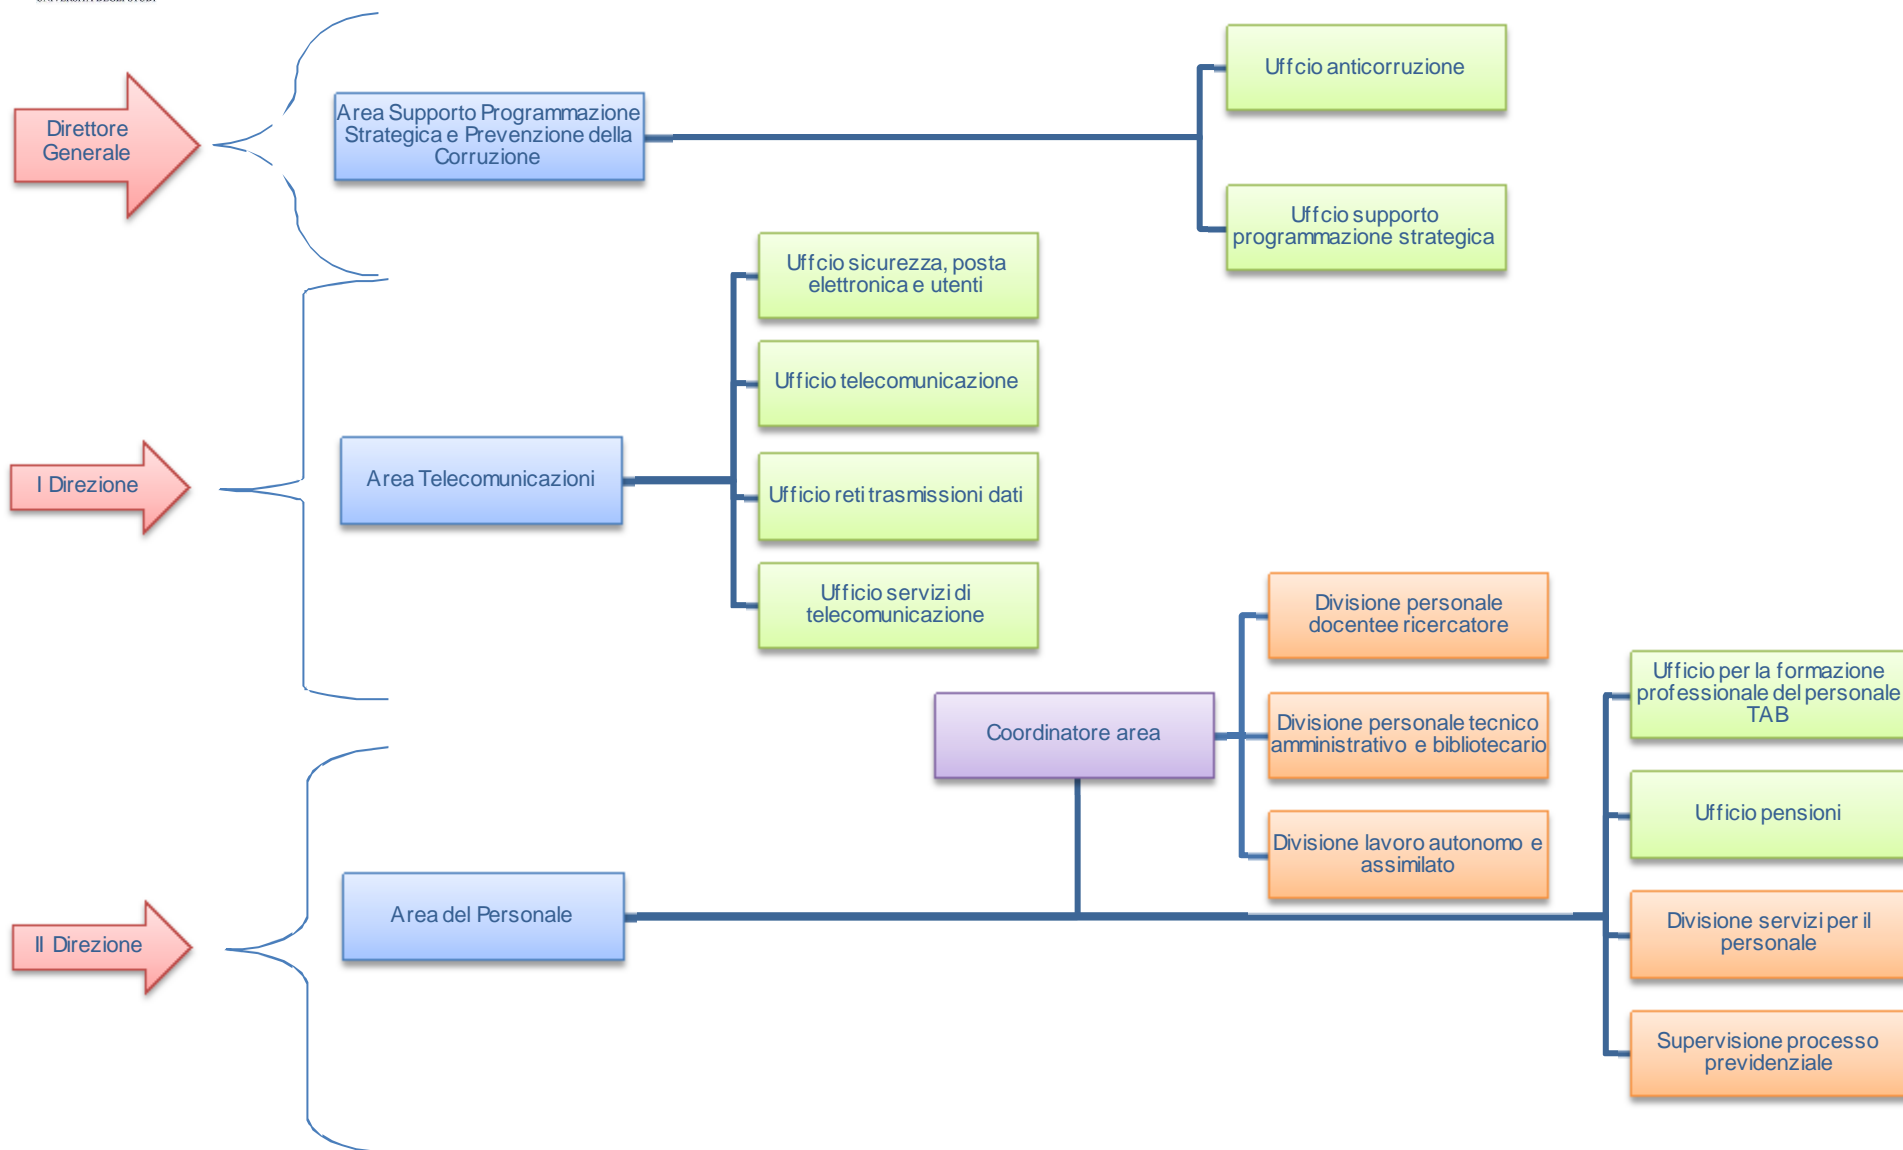 Direttore
Generale
Area Supporto Programmazione
Strategica e Prevenzione della
Corruzione
Uffcio anticorruzione
Uffcio supporto
programmazione strategica
I Direzione
Area Telecomunicazioni
Uffcio sicurezza, posta
elettronica e utenti
Ufficio telecomunicazione
Ufficio reti trasmissioni dati
Ufficio servizi di
telecomunicazione
II Direzione
Area del Personale
Coordinatore area
Divisione personale
docentee ricercatore
Divisione personale tecnico
amministrativo e bibliotecario
Divisione lavoro autonomo e
assimilato
Ufficio per la formazione
professionale del personale
TAB
Ufficio pensioni
Divisione servizi per il
personale
Supervisione processo
previdenziale